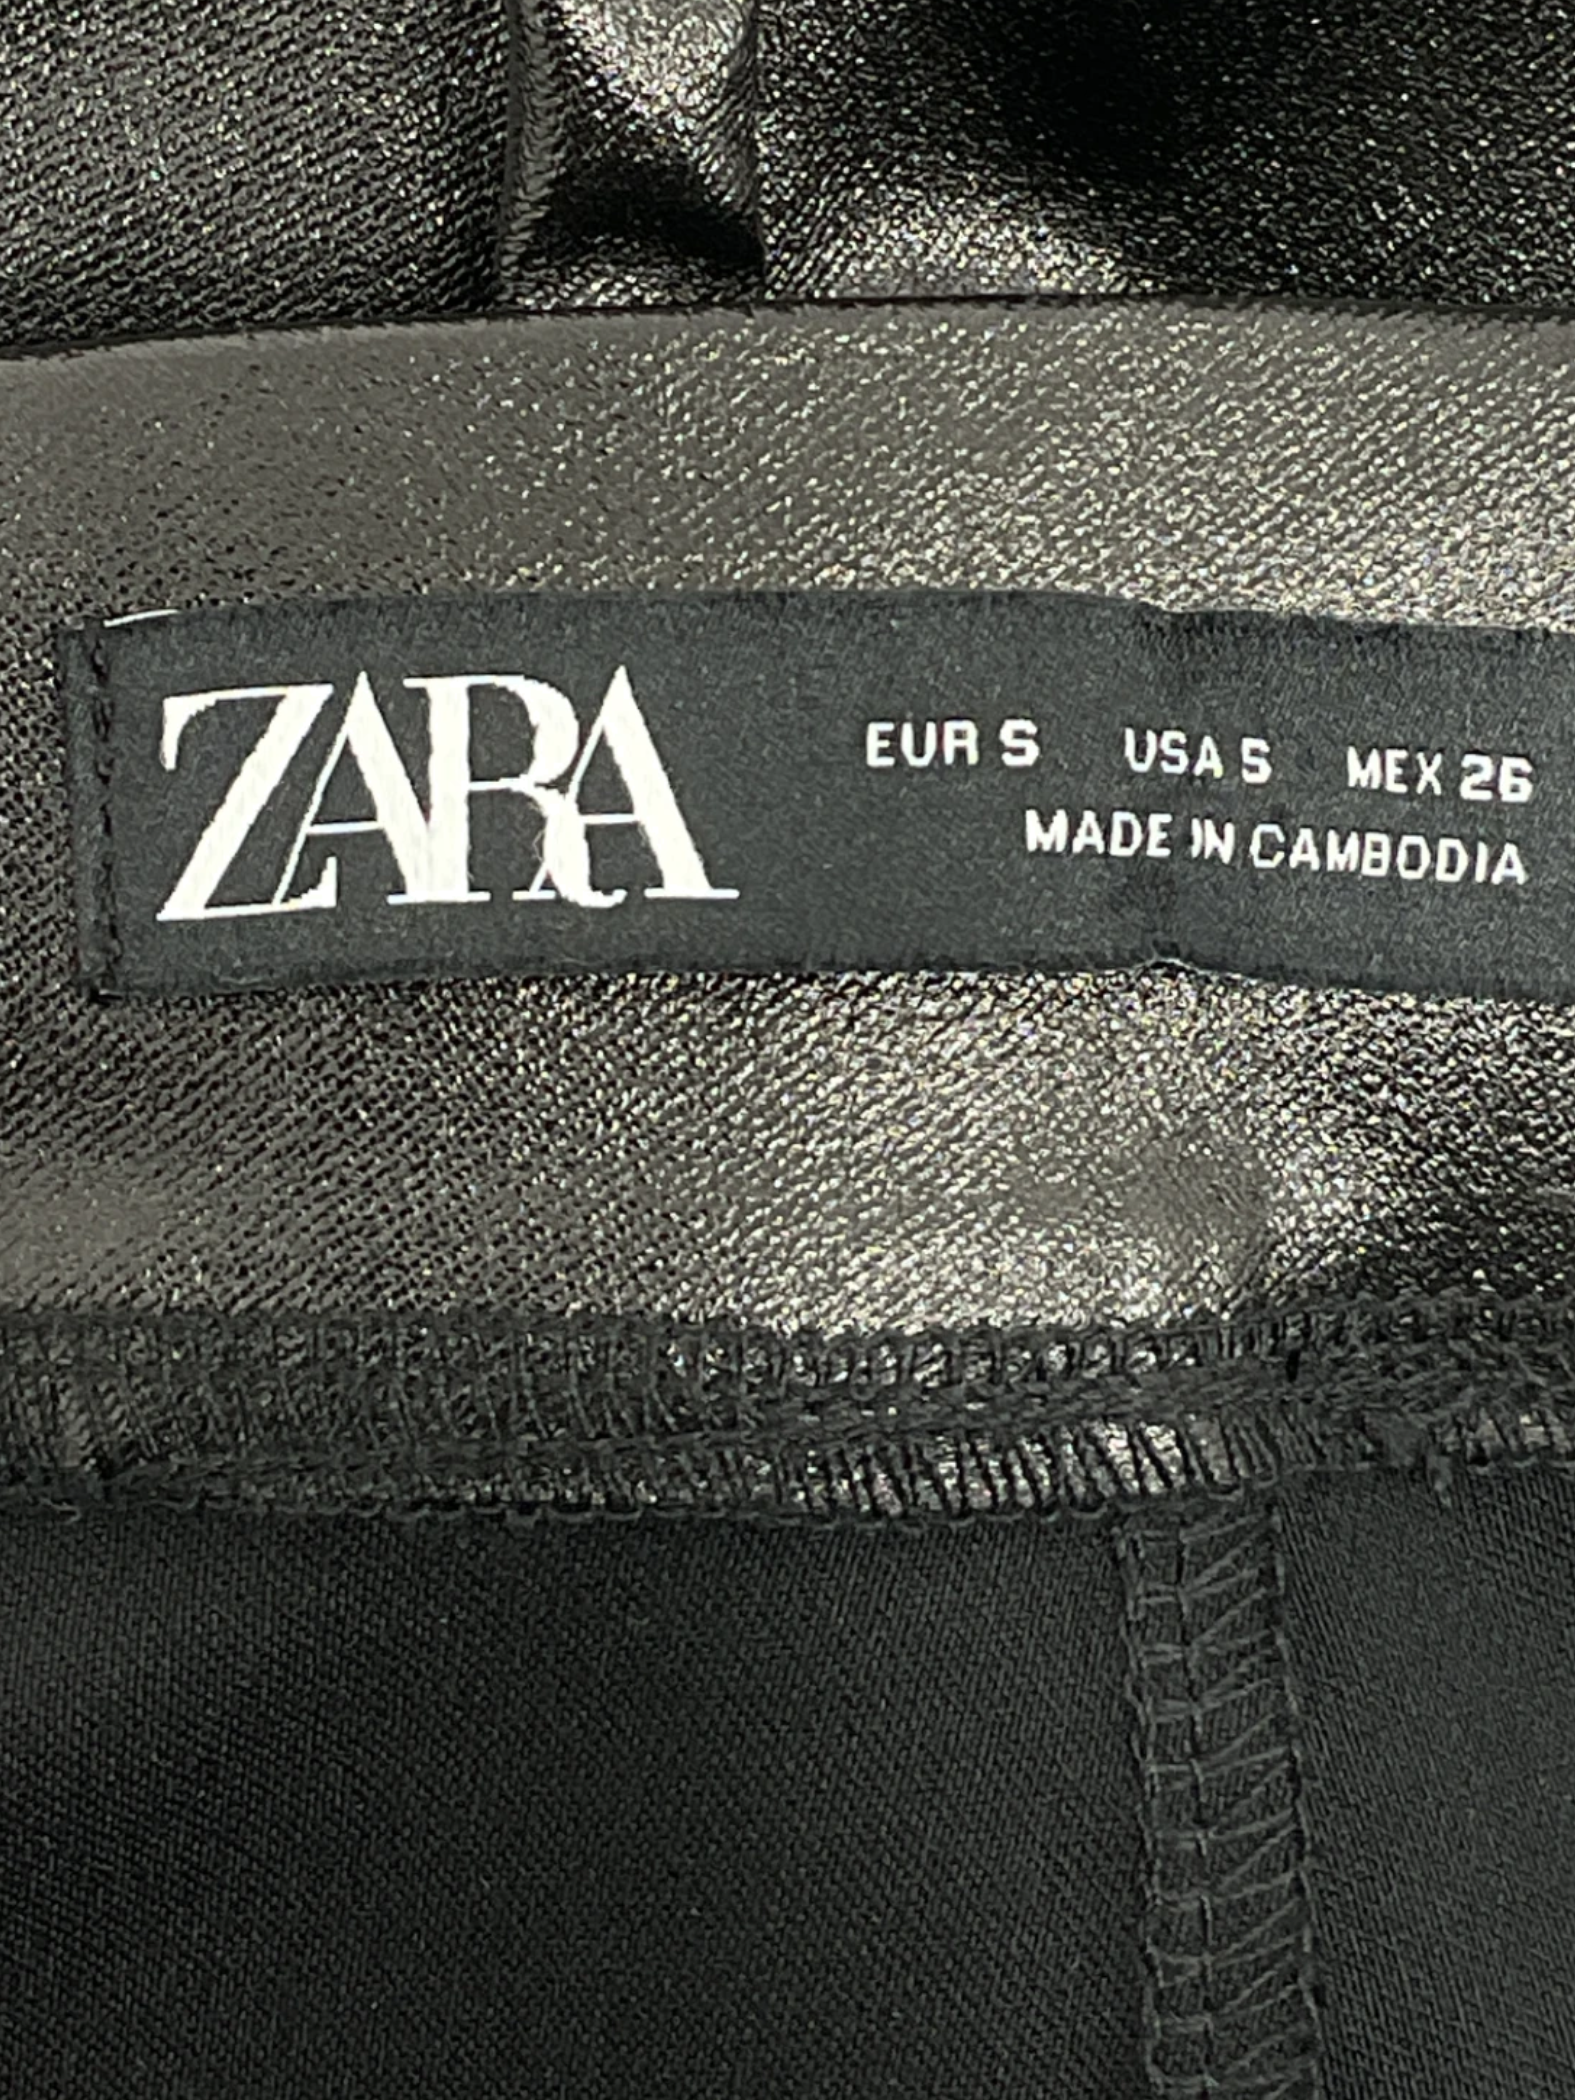 ZARA
EUR S USA S MEX 26
MADE IN CAMBODIA